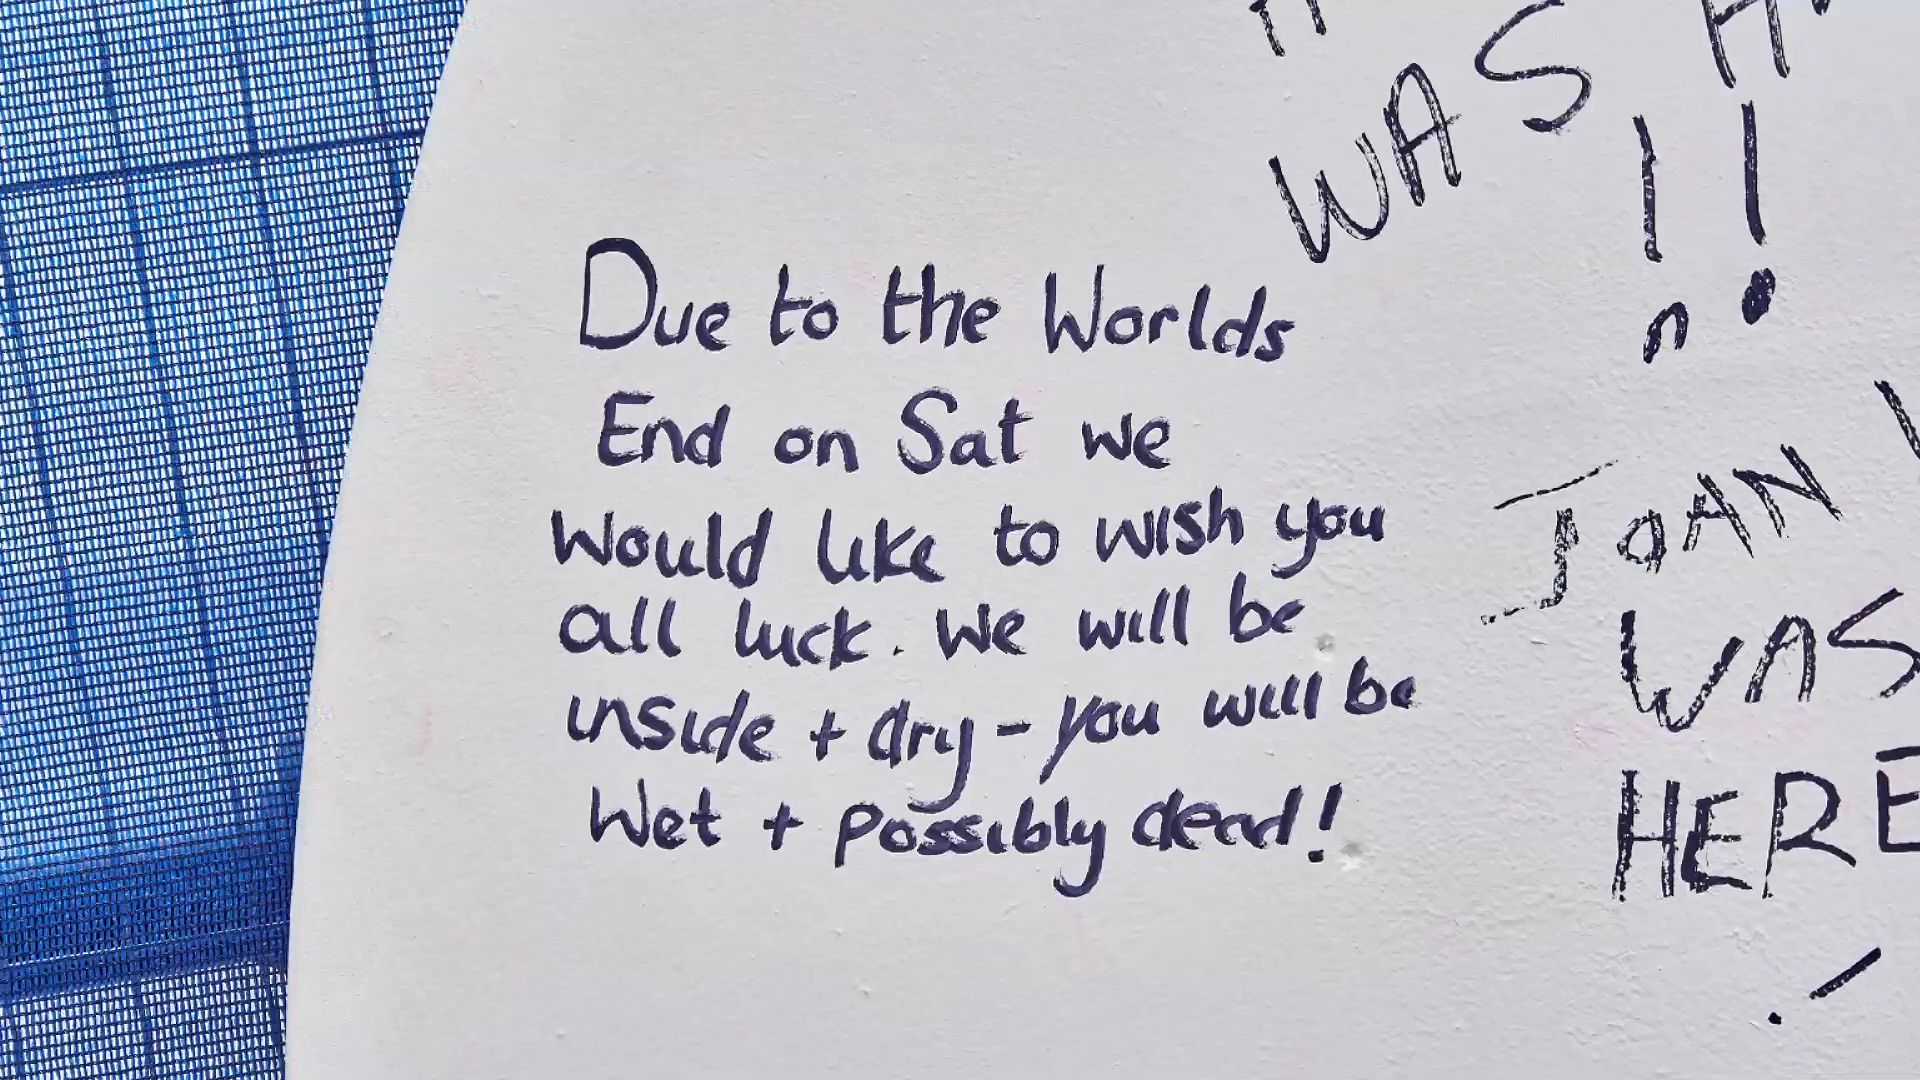 WAS
!!
Due to the Worlds
End on Sat we
Would like to wish you
all luck. We will be
inside + dry - you will be
Wet + possibly dead!
JOHN
WAS
HERE
!